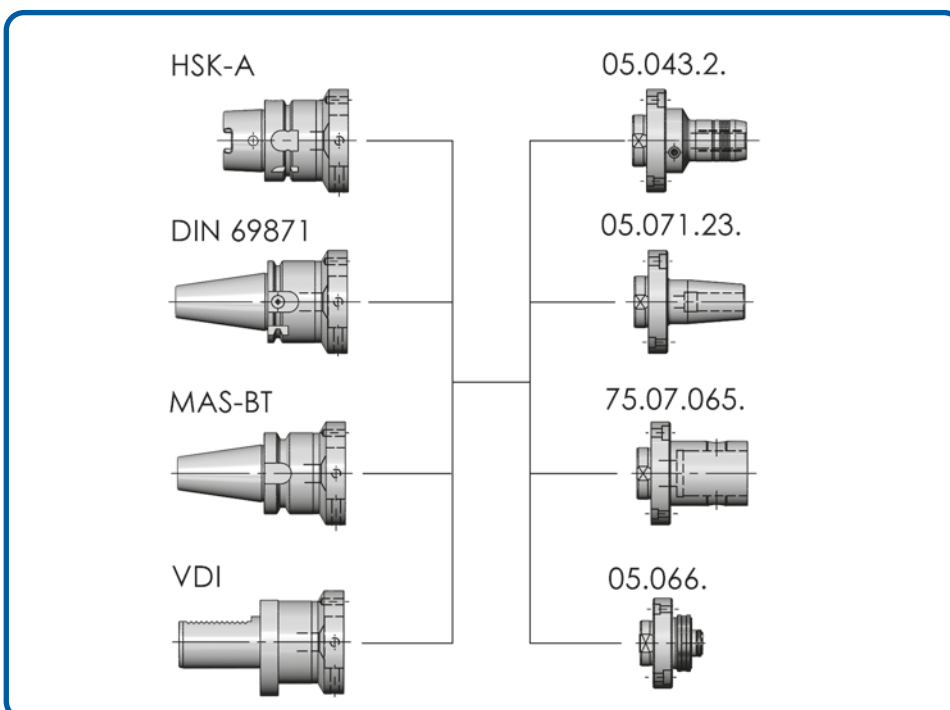 HSK-A
05.043.2.
DIN 69871
05.071.23.
MAS-BT
75.07.065.
VDI
05.066.